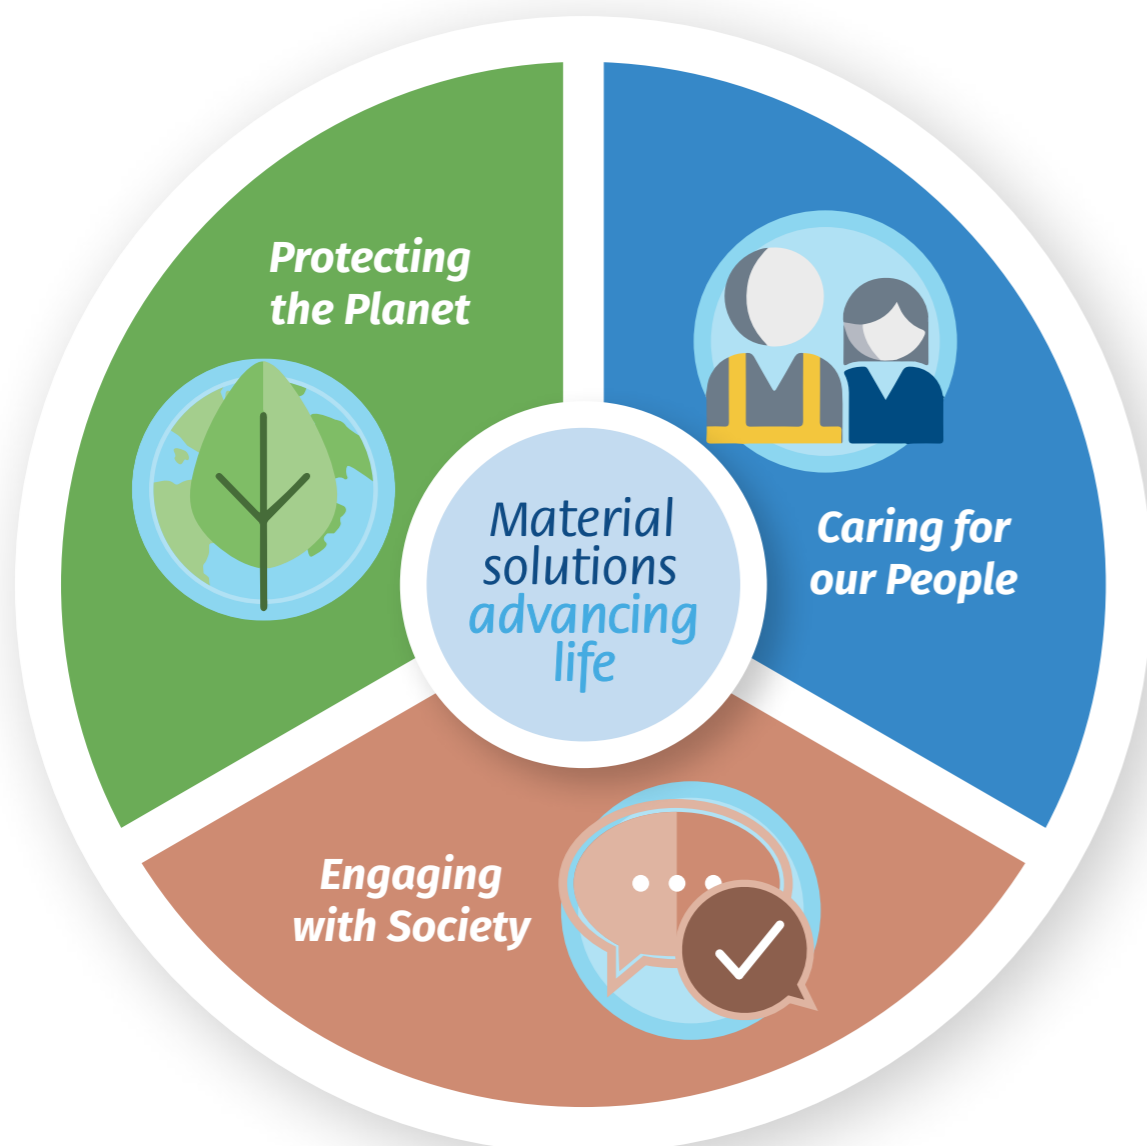 Protecting
the Planet
Caring for
our People
Material
solutions
advancing
life
Engaging
with Society